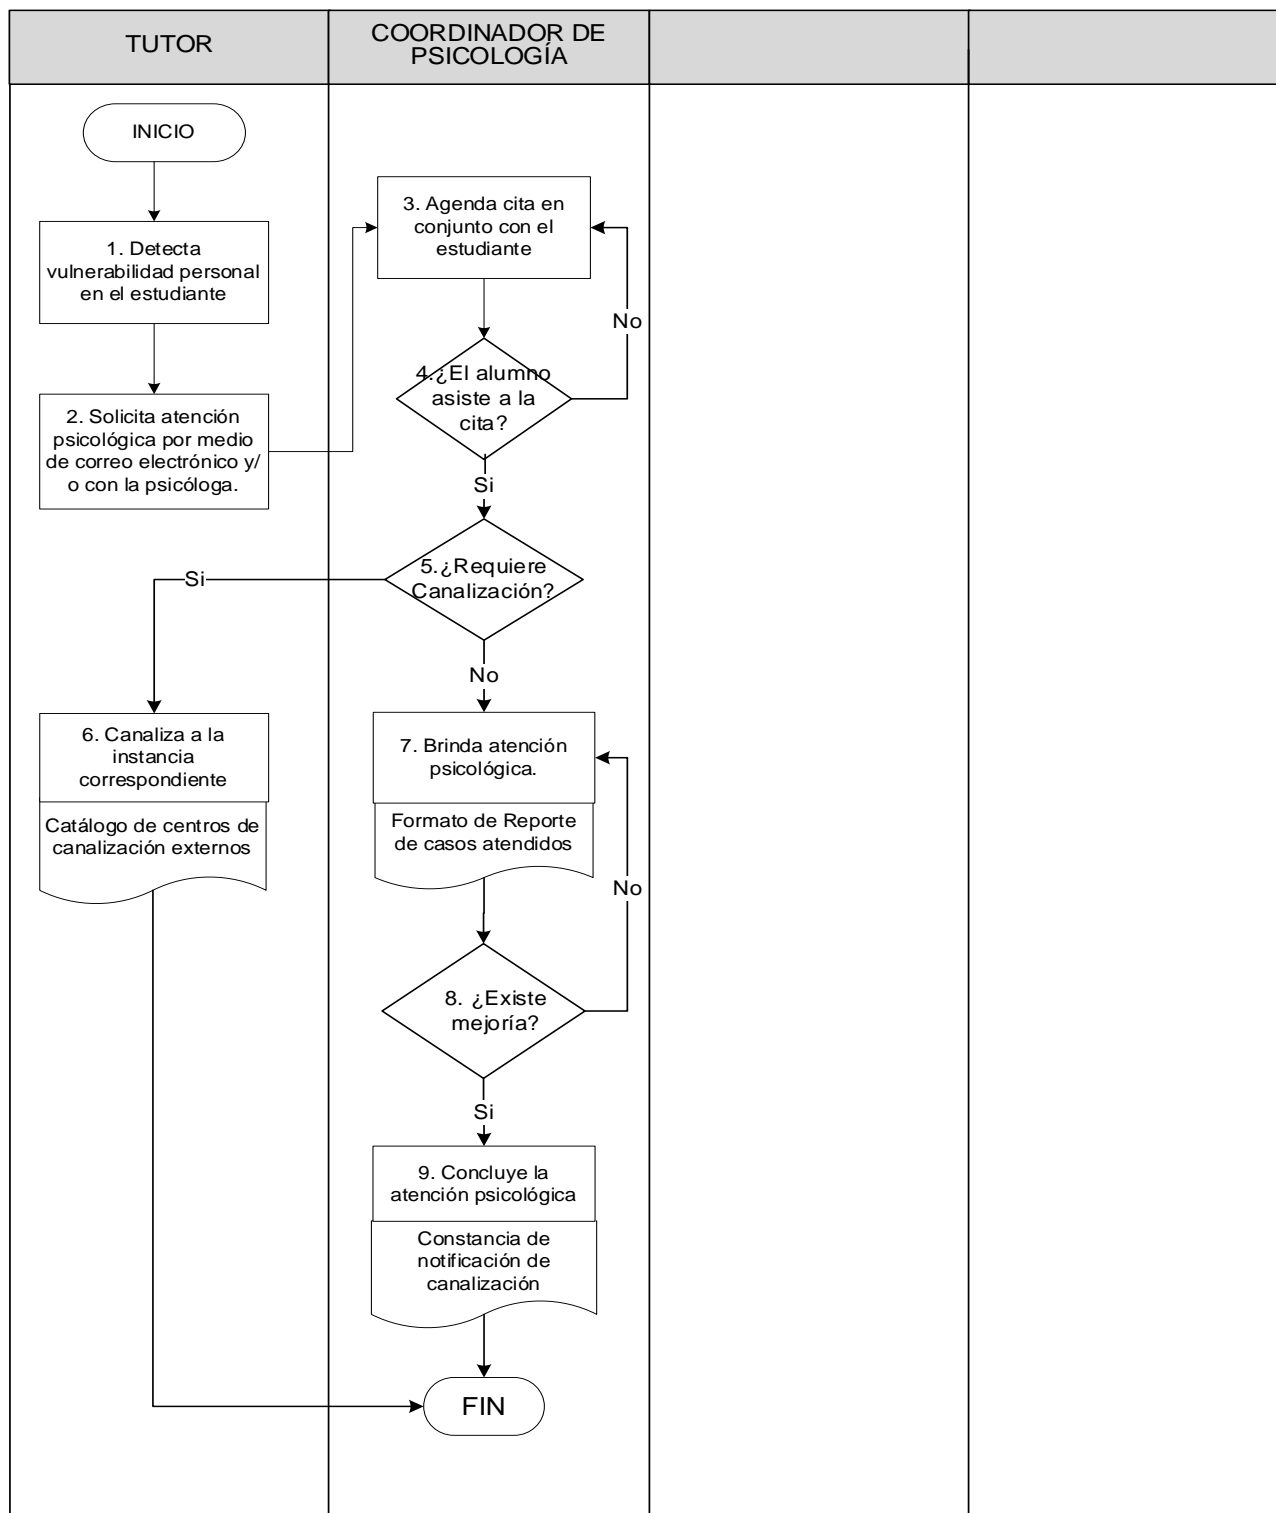 TUTOR
COORDINADOR DE
PSICOLOGÍA
INICIO
1. Detecta
vulnerabilidad personal
en el estudiante
2. Solicita atención
psicológica por medio
de correo electrónico y/
o con la psicóloga.
3. Agenda cita en
conjunto con el
estudiante
No
4.¿El alumno
asiste a la
cita?
Si
5.¿Requiere
Canalización?
Si
No
6. Canaliza a la
instancia
correspondiente
Catálogo de centros de
canalización externos
7. Brinda atención
psicológica.
Formato de Reporte
de casos atendidos
No
8. ¿Existe
mejoría?
Si
9. Concluye la
atención psicológica
Constancia de
notificación de
canalización
FIN